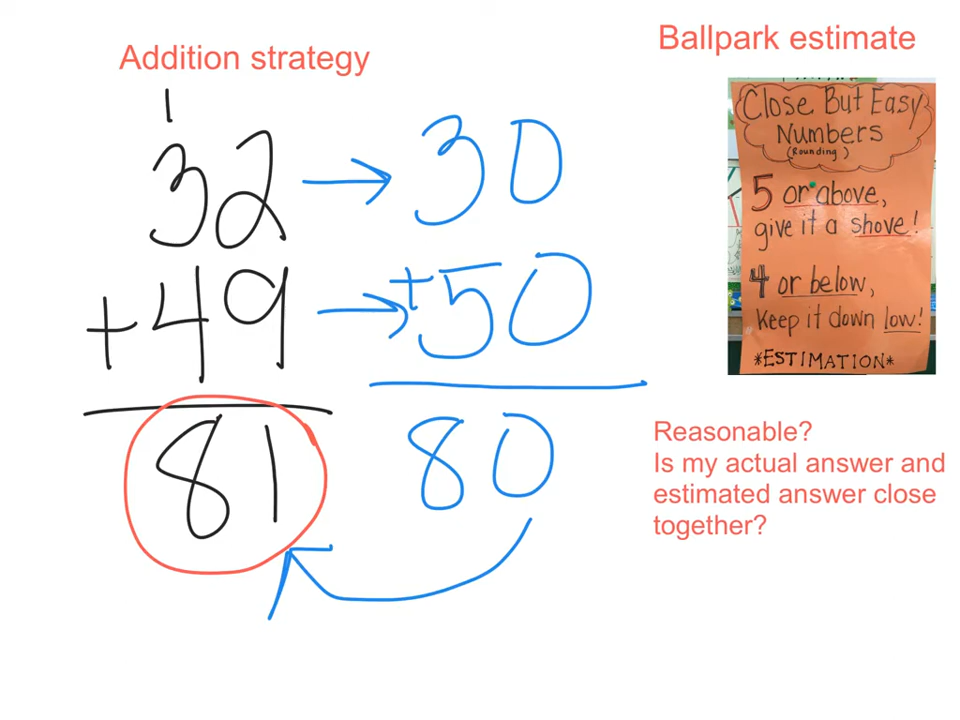 Addition strategy
1
32 → 30
+49 → +50
81 80
Ballpark estimate
Close But Easy
Numbers
(Rounding)
5 or above,
give it a shove!
4 or below,
Keep it down low!
*ESTIMATION*
Reasonable?
Is my actual answer and
estimated answer close
together?